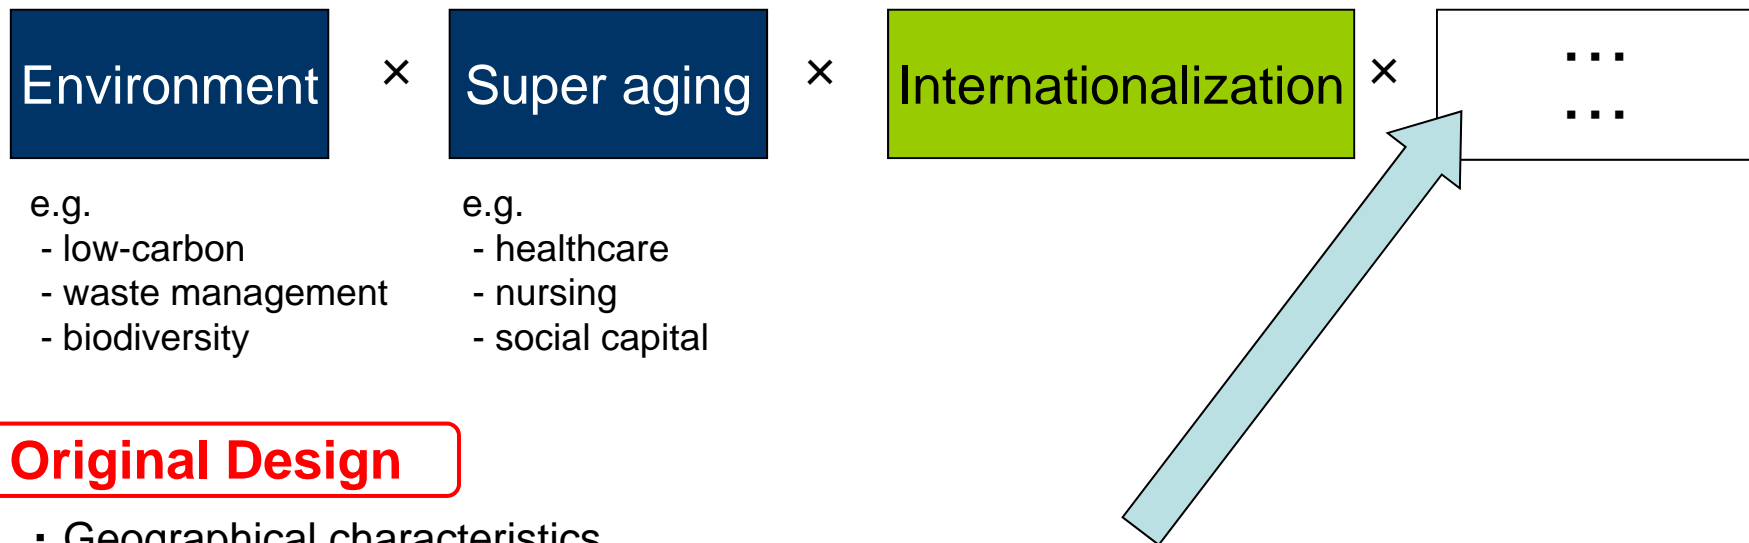 Environment × Super aging × Internationalization × ...
...
e.g.
- low-carbon
- waste management
- biodiversity
e.g.
- healthcare
- nursing
- social capital
Original Design
・Geographical characteristics